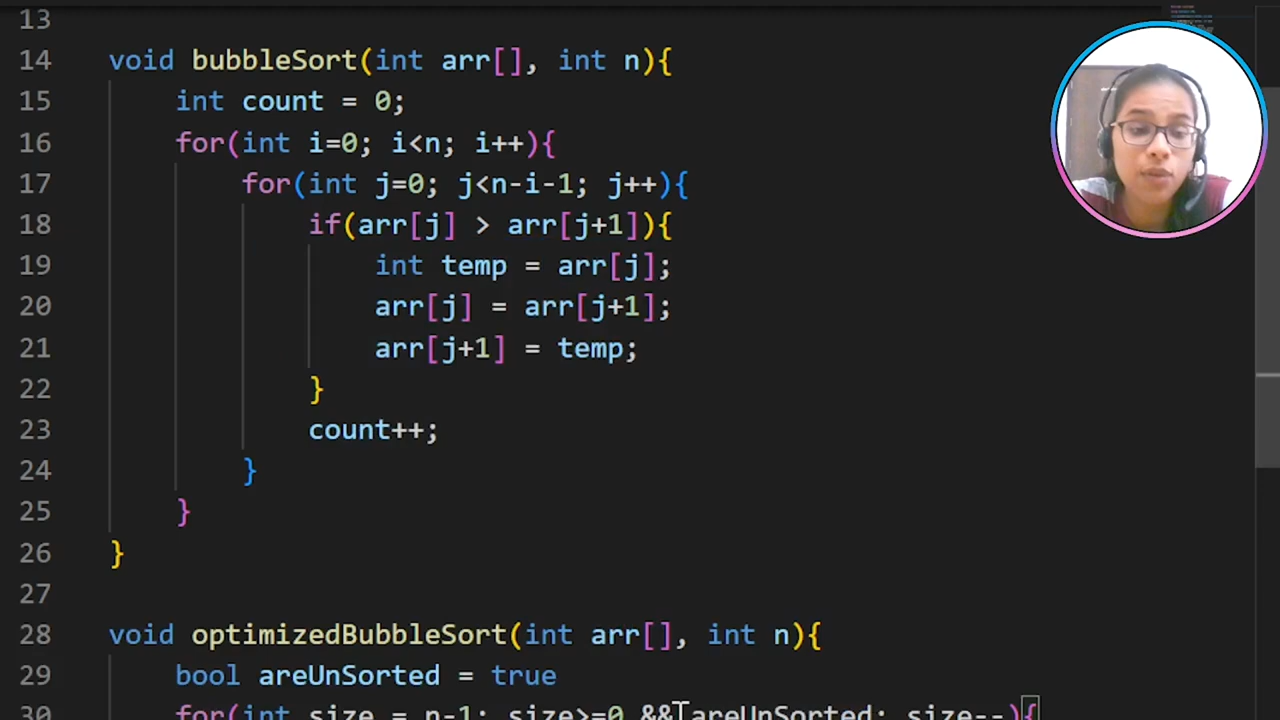 13
14 void bubbleSort(int arr[], int n){
15 int count = 0;
16 for(int i=0; i<n; i++){
17 for(int j=0; j<n-i-1; j++){
18 if(arr[j] > arr[j+1]){
19 int temp = arr[j];
20 arr[j] = arr[j+1];
21 arr[j+1] = temp;
22 }
23 count++;
24 }
25 }
26 }
27
28 void optimizedBubbleSort(int arr[], int n){
29 bool areUnSorted = true
30 for(int size = n-1; size>=0 && areUnSorted; size--){